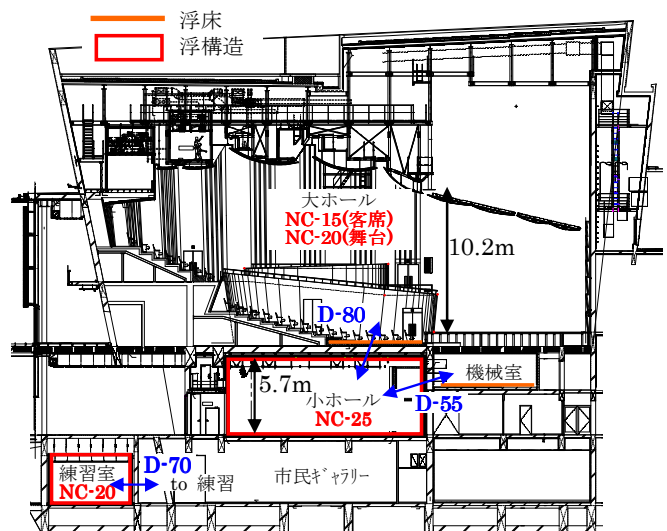 浮床
浮構造
大ホール
NC-15(客席)
NC-20(舞台)
10.2m
D-80
5.7m
機械室
小ホール
D-55
NC-25
練習室
D-70
NC-20
to 練習
市民ｷﾞｬラリー